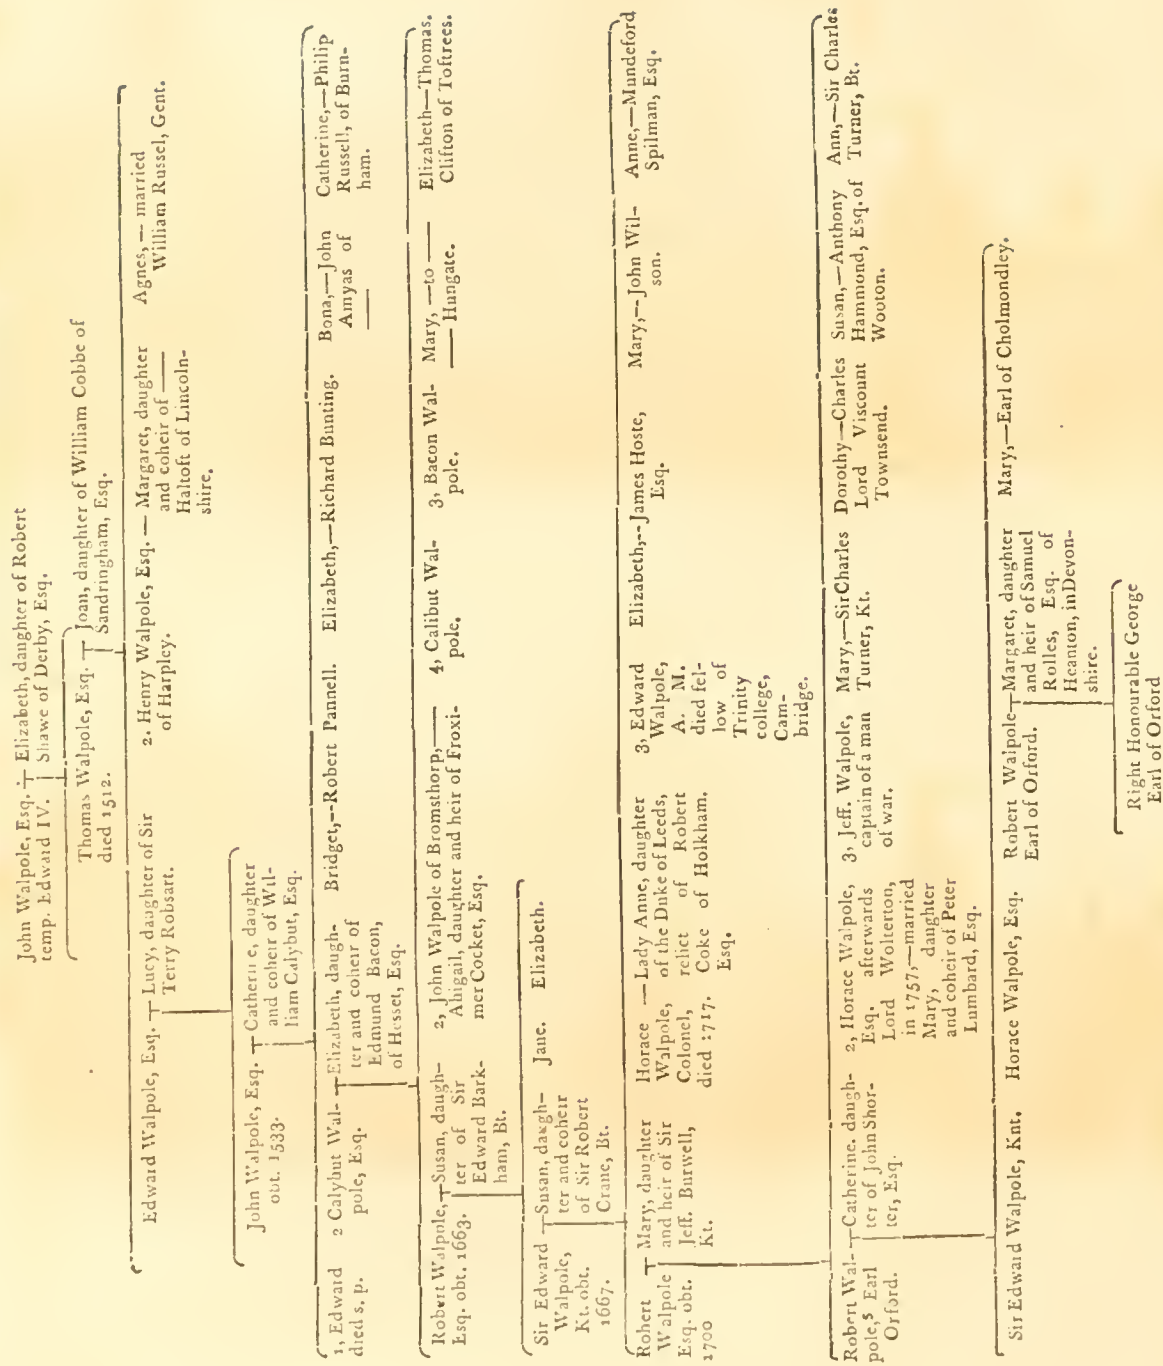 John Walpole, Esq. Elizabeth, daughter of Robert
temp. Edward IV. Shawe of Derby, Esq.
Thomas Walpole, Esq. Joan, daughter of William Cobbe of
died 1512. Sandringham, Esq.
Edward Walpole, Esq. Lucy, daughter of Sir
Terry Robsart.
2. Henry Walpole, Esq. — Margaret, daughter
of Harpley. and coheir of —
Haltoft of Lincoln-
shire.
Agnes, — married
William Russel, Gent.
John Walpole, Esq. Catherine, daughter
obt. 1533. and coheir of Wil-
liam Calybut, Esq.
1, Edward
died s. p.
2 Calybut Wal-
pole, Esq.
Elizabeth, daugh-
ter and coheir of
Edmund Bacon,
of Hesset, Esq.
Bridget,—Robert Pannell.
Elizabeth,—Richard Bunting.
Bona,—John
Amyas of
—
Catherine,—Philip
Russell, of Burn-
ham.
Robert Walpole,
Esq. obt. 1663.
Susan, daugh-
ter of Sir
Edward Bark-
ham, Bt.
2, John Walpole of Bromsthorp,—
Abigail, daughter and heir of Froxi-
mer Cocket, Esq.
4, Calibut Wal-
pole.
3, Bacon Wal-
pole.
Mary, —to —
— Hungate.
Elizabeth—Thomas
Clifton of Toftrees.
Sir Edward
Walpole,
Kt. obt.
1667.
Susan, daugh-
ter and coheir
of Sir Robert
Crane, Bt.
Jane.
Elizabeth.
Robert
Walpole
Esq. obt.
1700
Mary, daughter
and heir of Sir
Jeff. Burwell,
Kt.
Horace
Walpole,
Colonel,
died 1717.
— Lady Anne, daughter
of the Duke of Leeds,
relict of Robert
Coke of Holkham.
Esq.
3, Edward
Walpole,
A. M.
died fel-
low of
Trinity
college,
Cam-
bridge.
Elizabeth,--James Hoste,
Esq.
Mary,--John Wil-
son.
Anne,—Mundeford
Spilman, Esq.
Robert Wal-
pole,5 Earl
Orford.
Catherine. daugh-
ter of John Shor-
ter, Esq.
2, Horace Walpole,
Esq. afterwards
Lord Wolterton,
in 1757,—married
Mary, daughter
and coheir of Peter
Lumbard, Esq.
3, Jeff. Walpole,
captain of a man
of war.
Mary,—Sir Charles
Turner, Kt.
Dorothy—Charles
Lord Viscount
Townsend.
Susan,—Anthony
Hammond, Esq. of
Wooton.
Ann,—Sir Charles
Turner, Bt.
Sir Edward Walpole, Knt.
Horace Walpole, Esq.
Robert Walpole
Earl of Orford.
Margaret, daughter
and heir of Samuel
Rolles, Esq. of
Heanton, in Devon-
shire.
Mary,—Earl of Cholmondley.
Right Honourable George
Earl of Orford